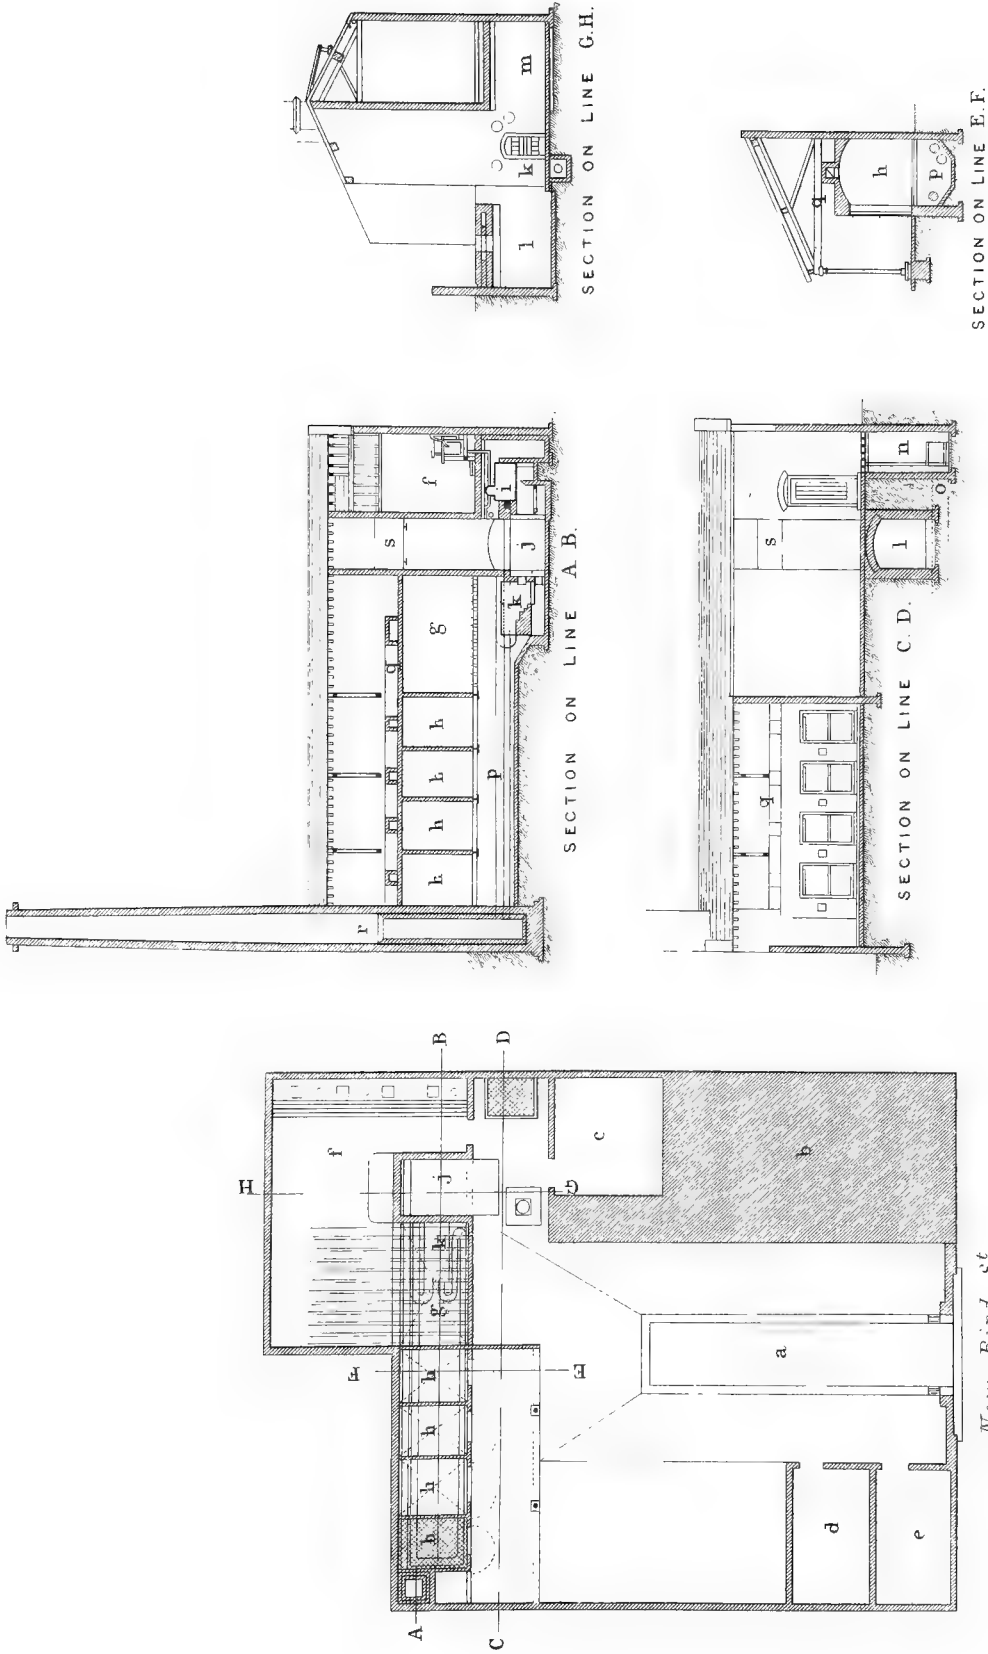 SECTION ON LINE G.H.
m
k
l
o
SECTION ON LINE E.F.
q
h
p
SECTION ON LINE A B.
f
s
i
j
k
g
q
h
h
h
h
p
r
SECTION ON LINE C.D.
s
n
o
l
q
A
B
C
D
E
F
G
H
a
b
c
d
e
f
g
h
h
h
h
j
k